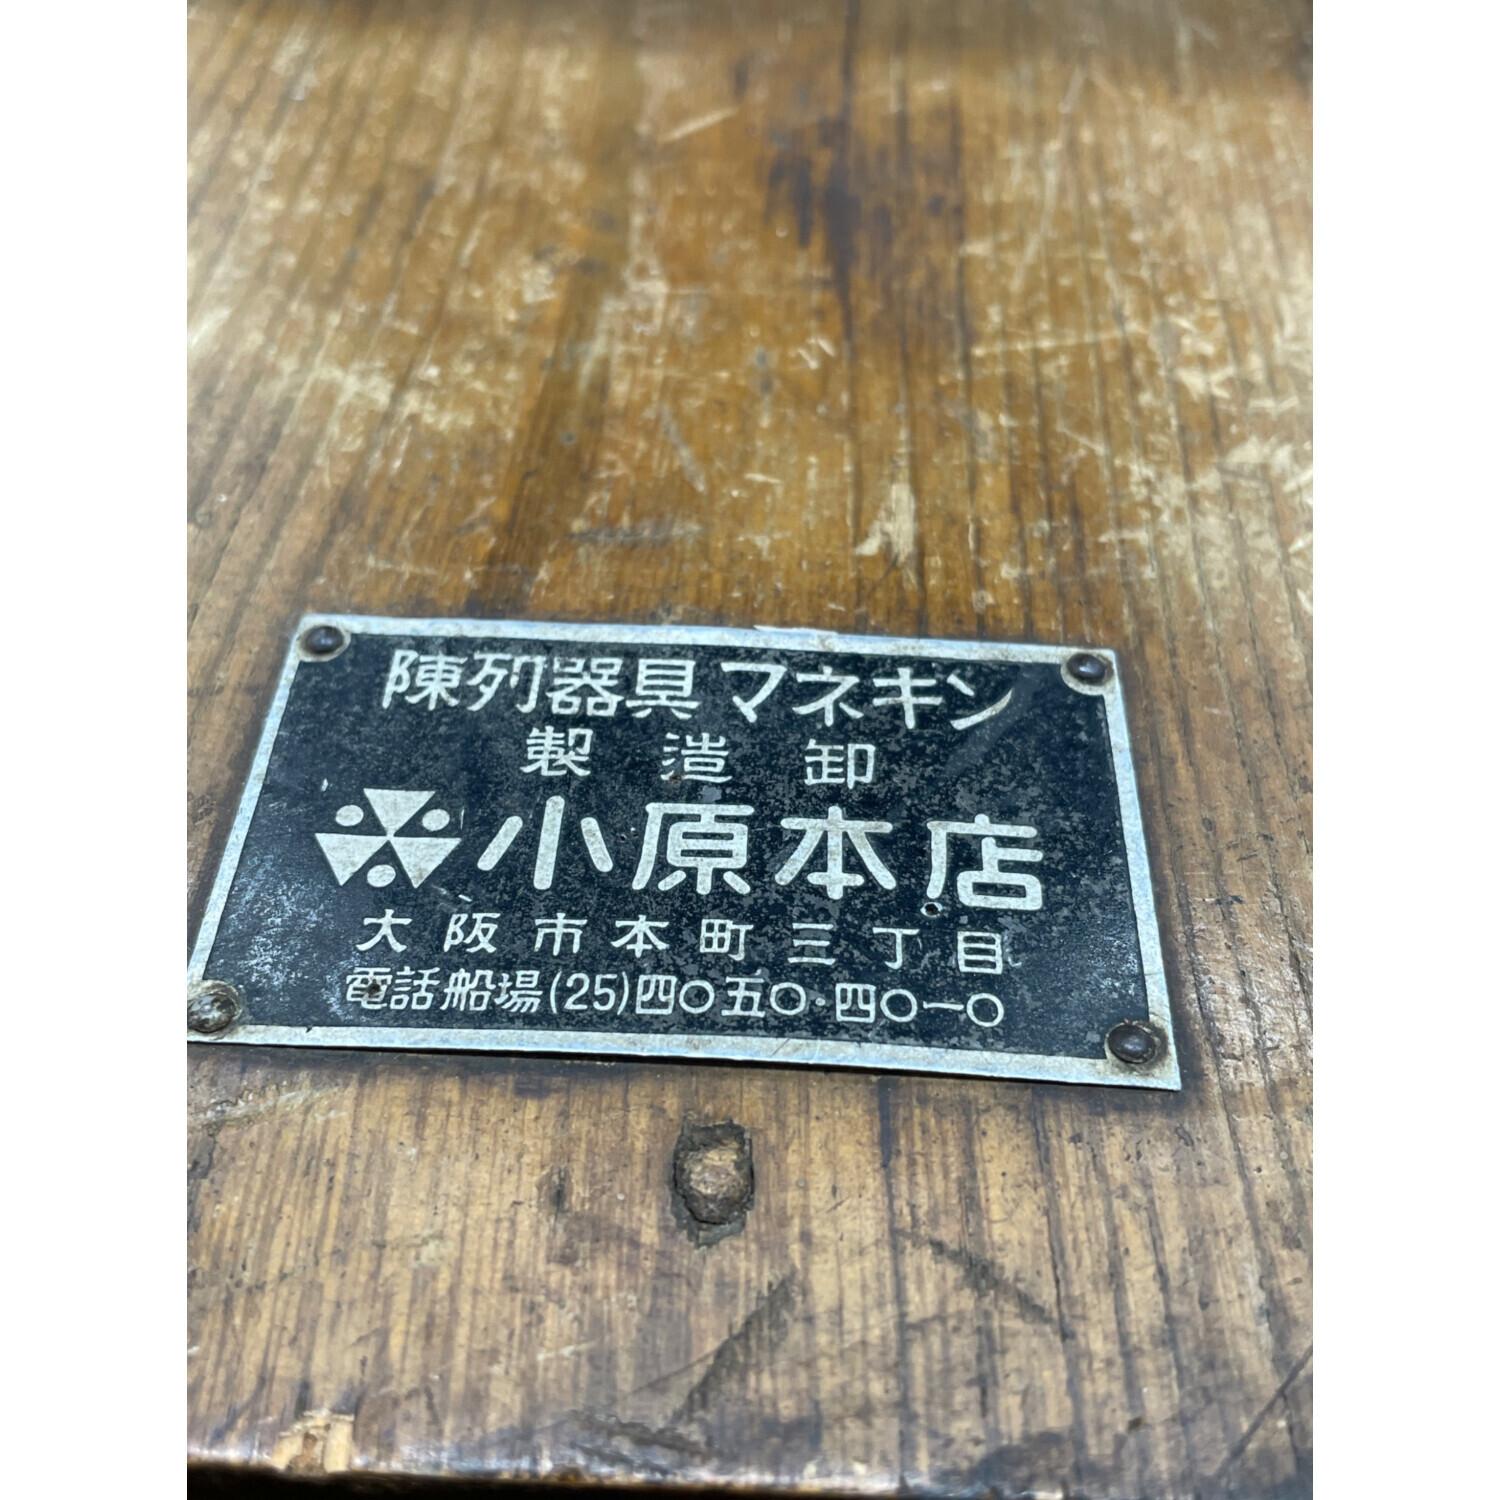 陳列器具マネキン
製造卸
小原本店
大阪市本町三丁目
電話船場(25)四〇五〇・四〇一〇